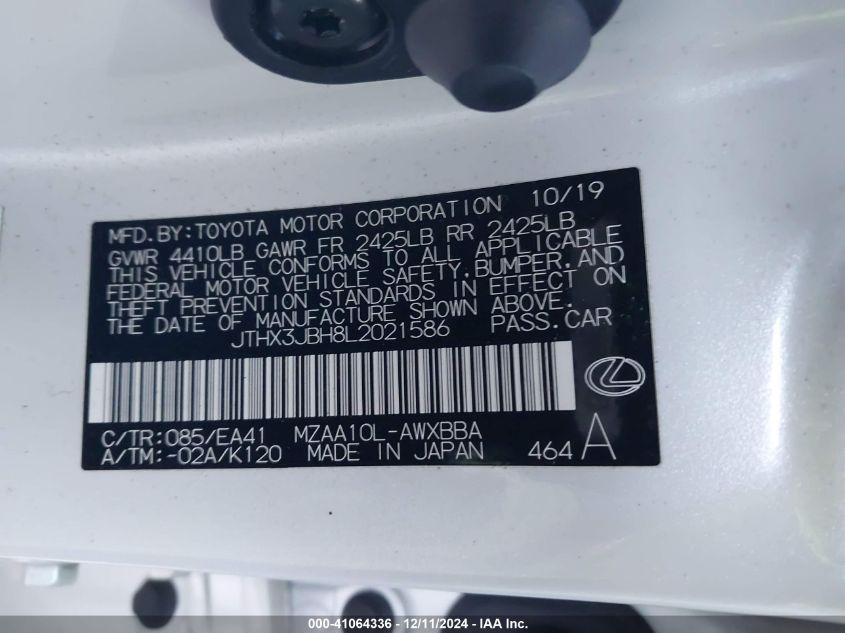 MFD.BY:TOYOTA MOTOR CORPORATION 10/19
GVWR 4410LB GAWR FR 2425LB RR 2425LB
THIS VEHICLE CONFORMS TO ALL APPLICABLE
FEDERAL MOTOR VEHICLE SAFETY,BUMPER,AND
THEFT PREVENTION STANDARDS IN EFFECT ON
THE DATE OF MANUFACTURE SHOWN ABOVE.
JTHX3JBH8L2021586 PASS.CAR
C/TR:085/EA41 MZAA10L-AWXBBA
A/TM:-02A/K120 MADE IN JAPAN 464 A
000-41064336 - 12/11/2024 - IAA Inc.